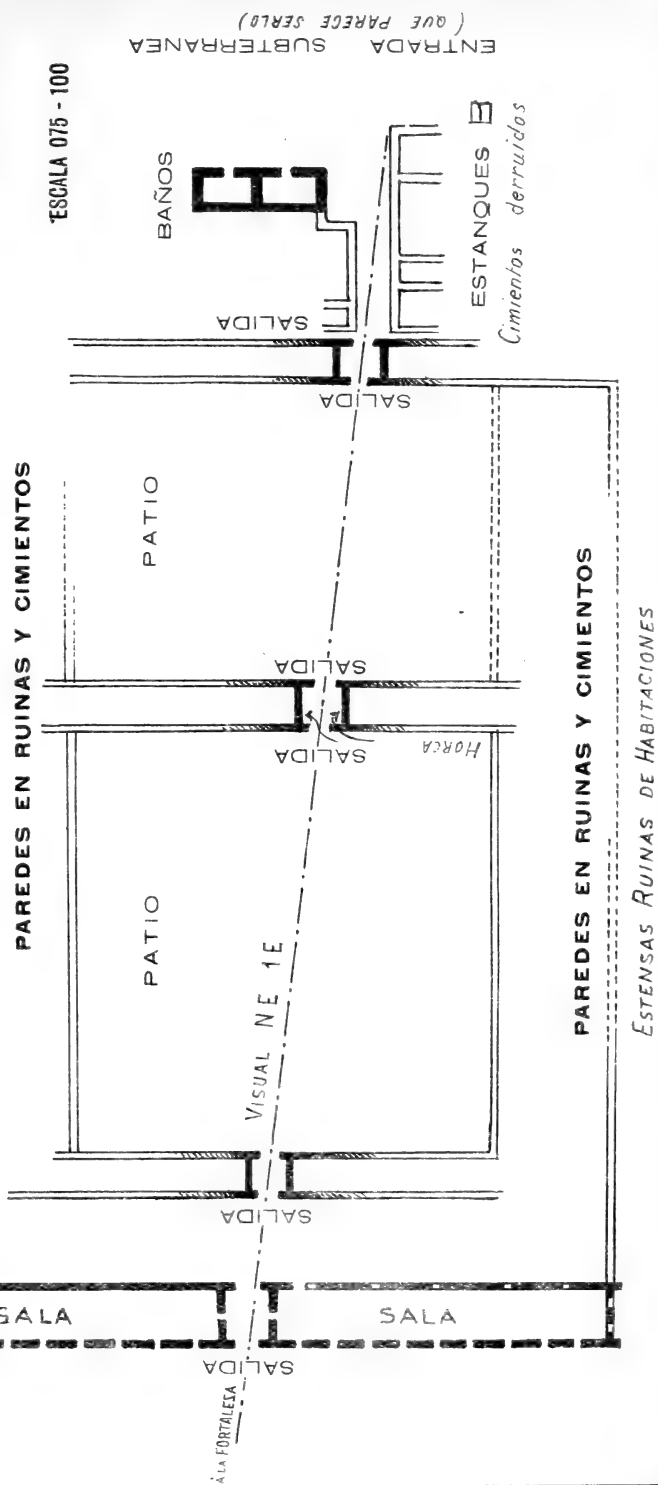 ENTRADA SUBTERRANEA
( QUE PARECE SERLO)
ESCALA 075 - 100
BAÑOS
ESTANQUES B
Cimientos derruidos
SALIDA
SALIDA
PAREDES EN RUINAS Y CIMIENTOS
PATIO
SALIDA
SALIDA
HORCA
PATIO
VISUAL NE 1E
PAREDES EN RUINAS Y CIMIENTOS
ESTENSAS RUINAS DE HABITACIONES
SALIDA
SALA
SALA
SALIDA
Á LA FORTALESA